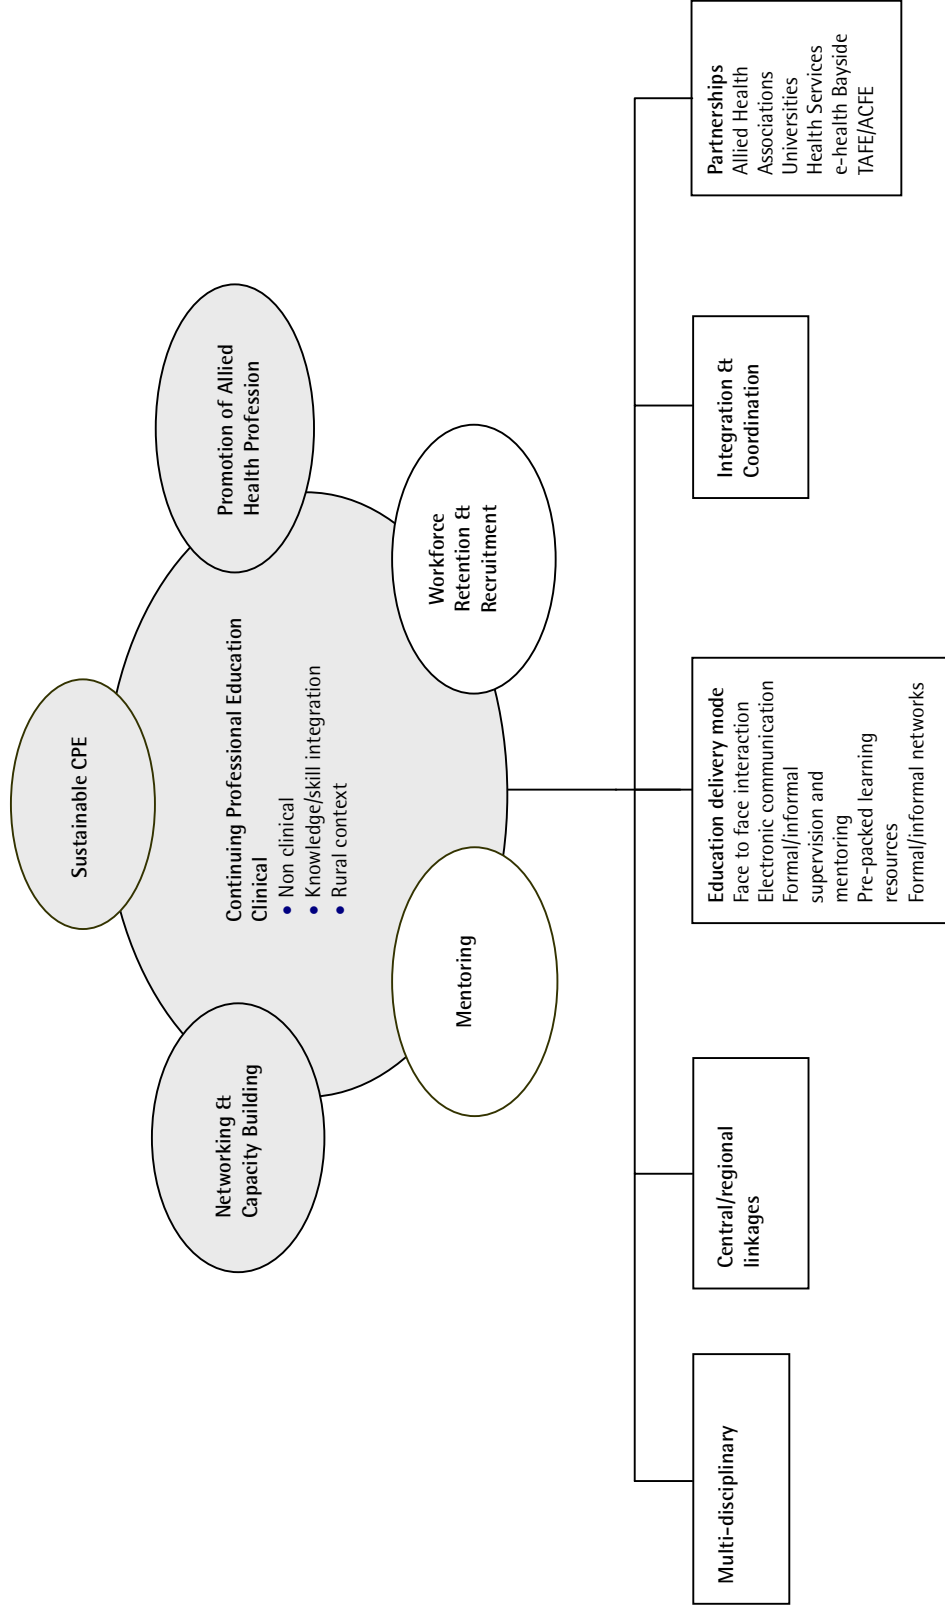 Sustainable CPE
Networking &
Capacity Building
Promotion of Allied
Health Profession
Continuing Professional Education
Clinical
• Non clinical
• Knowledge/skill integration
• Rural context
Mentoring
Workforce
Retention &
Recruitment
Multi-disciplinary
Central/regional
linkages
Education delivery mode
Face to face interaction
Electronic communication
Formal/informal
supervision and
mentoring
Pre-packed learning
resources
Formal/informal networks
Integration &
Coordination
Partnerships
Allied Health
Associations
Universities
Health Services
e-health Bayside
TAFE/ACFE